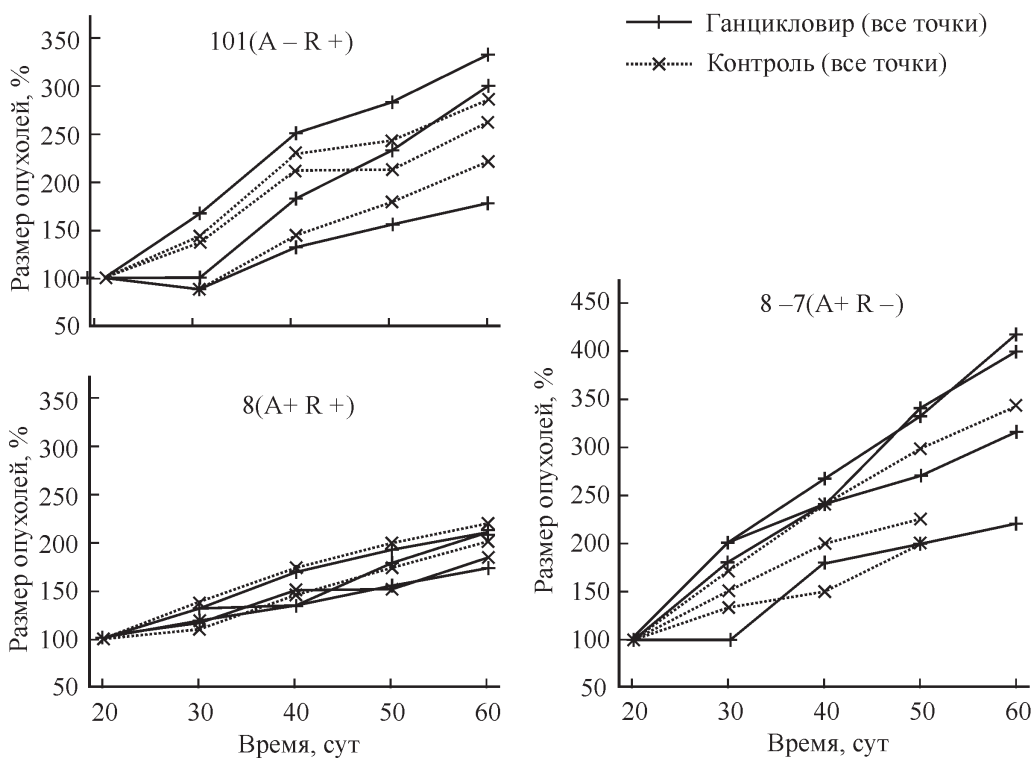 101(A – R +)
Размер опухолей, %
350
300
250
200
150
100
50
Ганцикловир (все точки)
Контроль (все точки)
8(A+ R +)
Размер опухолей, %
350
300
250
200
150
100
50
20 30 40 50 60
Время, сут
8 –7(A+ R –)
Размер опухолей, %
450
400
350
300
250
200
150
100
50
20 30 40 50 60
Время, сут